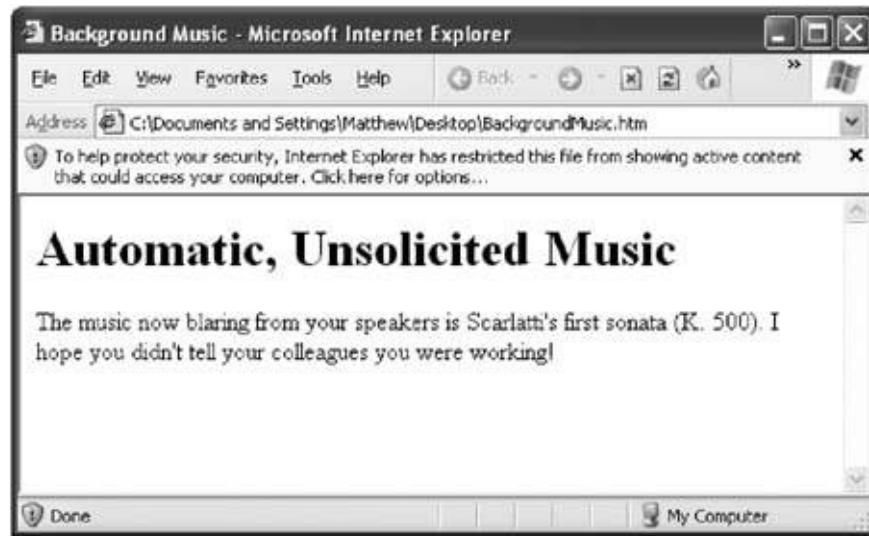 Background Music - Microsoft Internet Explorer
File Edit View Favorites Tools Help Back »
Address C:\Documents and Settings\Matthew\Desktop\BackgroundMusic.htm
To help protect your security, Internet Explorer has restricted this file from showing active content
that could access your computer. Click here for options...
Automatic, Unsolicited Music
The music now blaring from your speakers is Scarlatti's first sonata (K. 500). I
hope you didn't tell your colleagues you were working!
Done My Computer